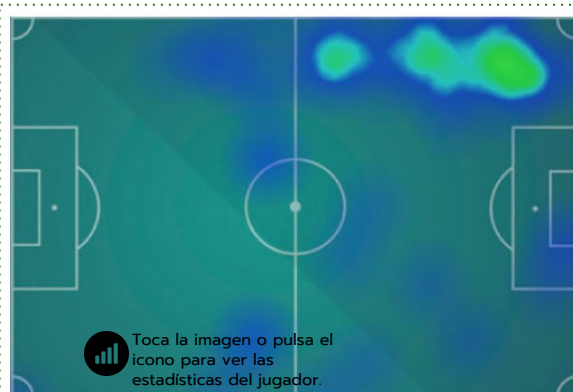 Toca la imagen o pulsa el
icono para ver las
estadísticas del jugador.